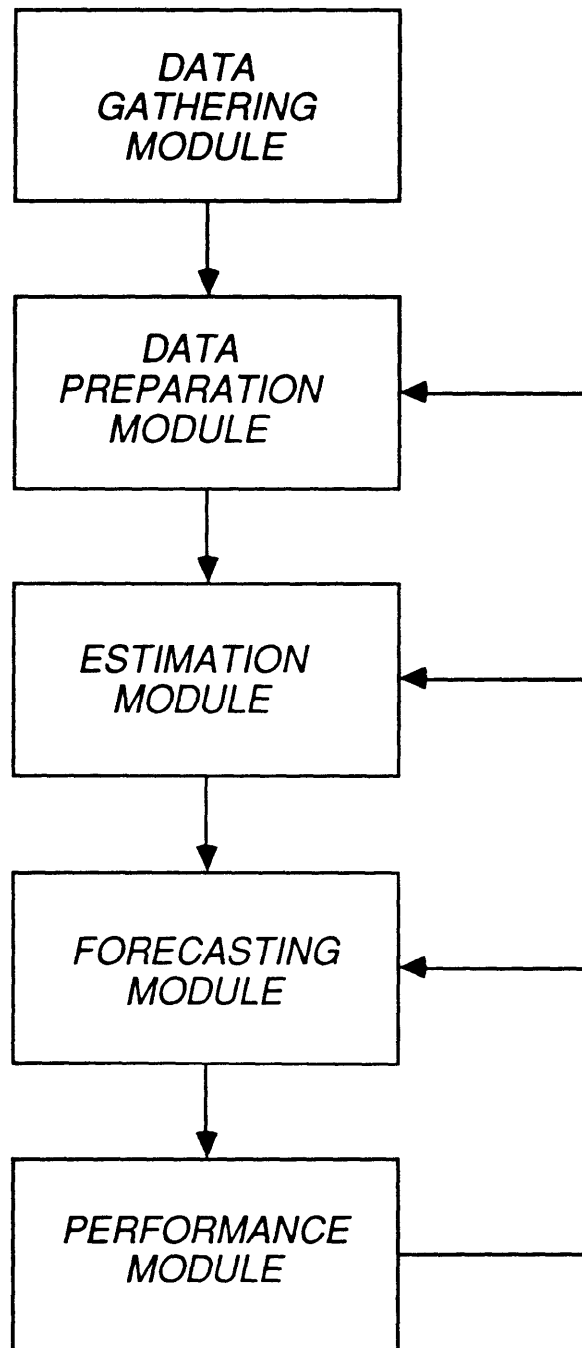 DATA
GATHERING
MODULE
DATA
PREPARATION
MODULE
ESTIMATION
MODULE
FORECASTING
MODULE
PERFORMANCE
MODULE